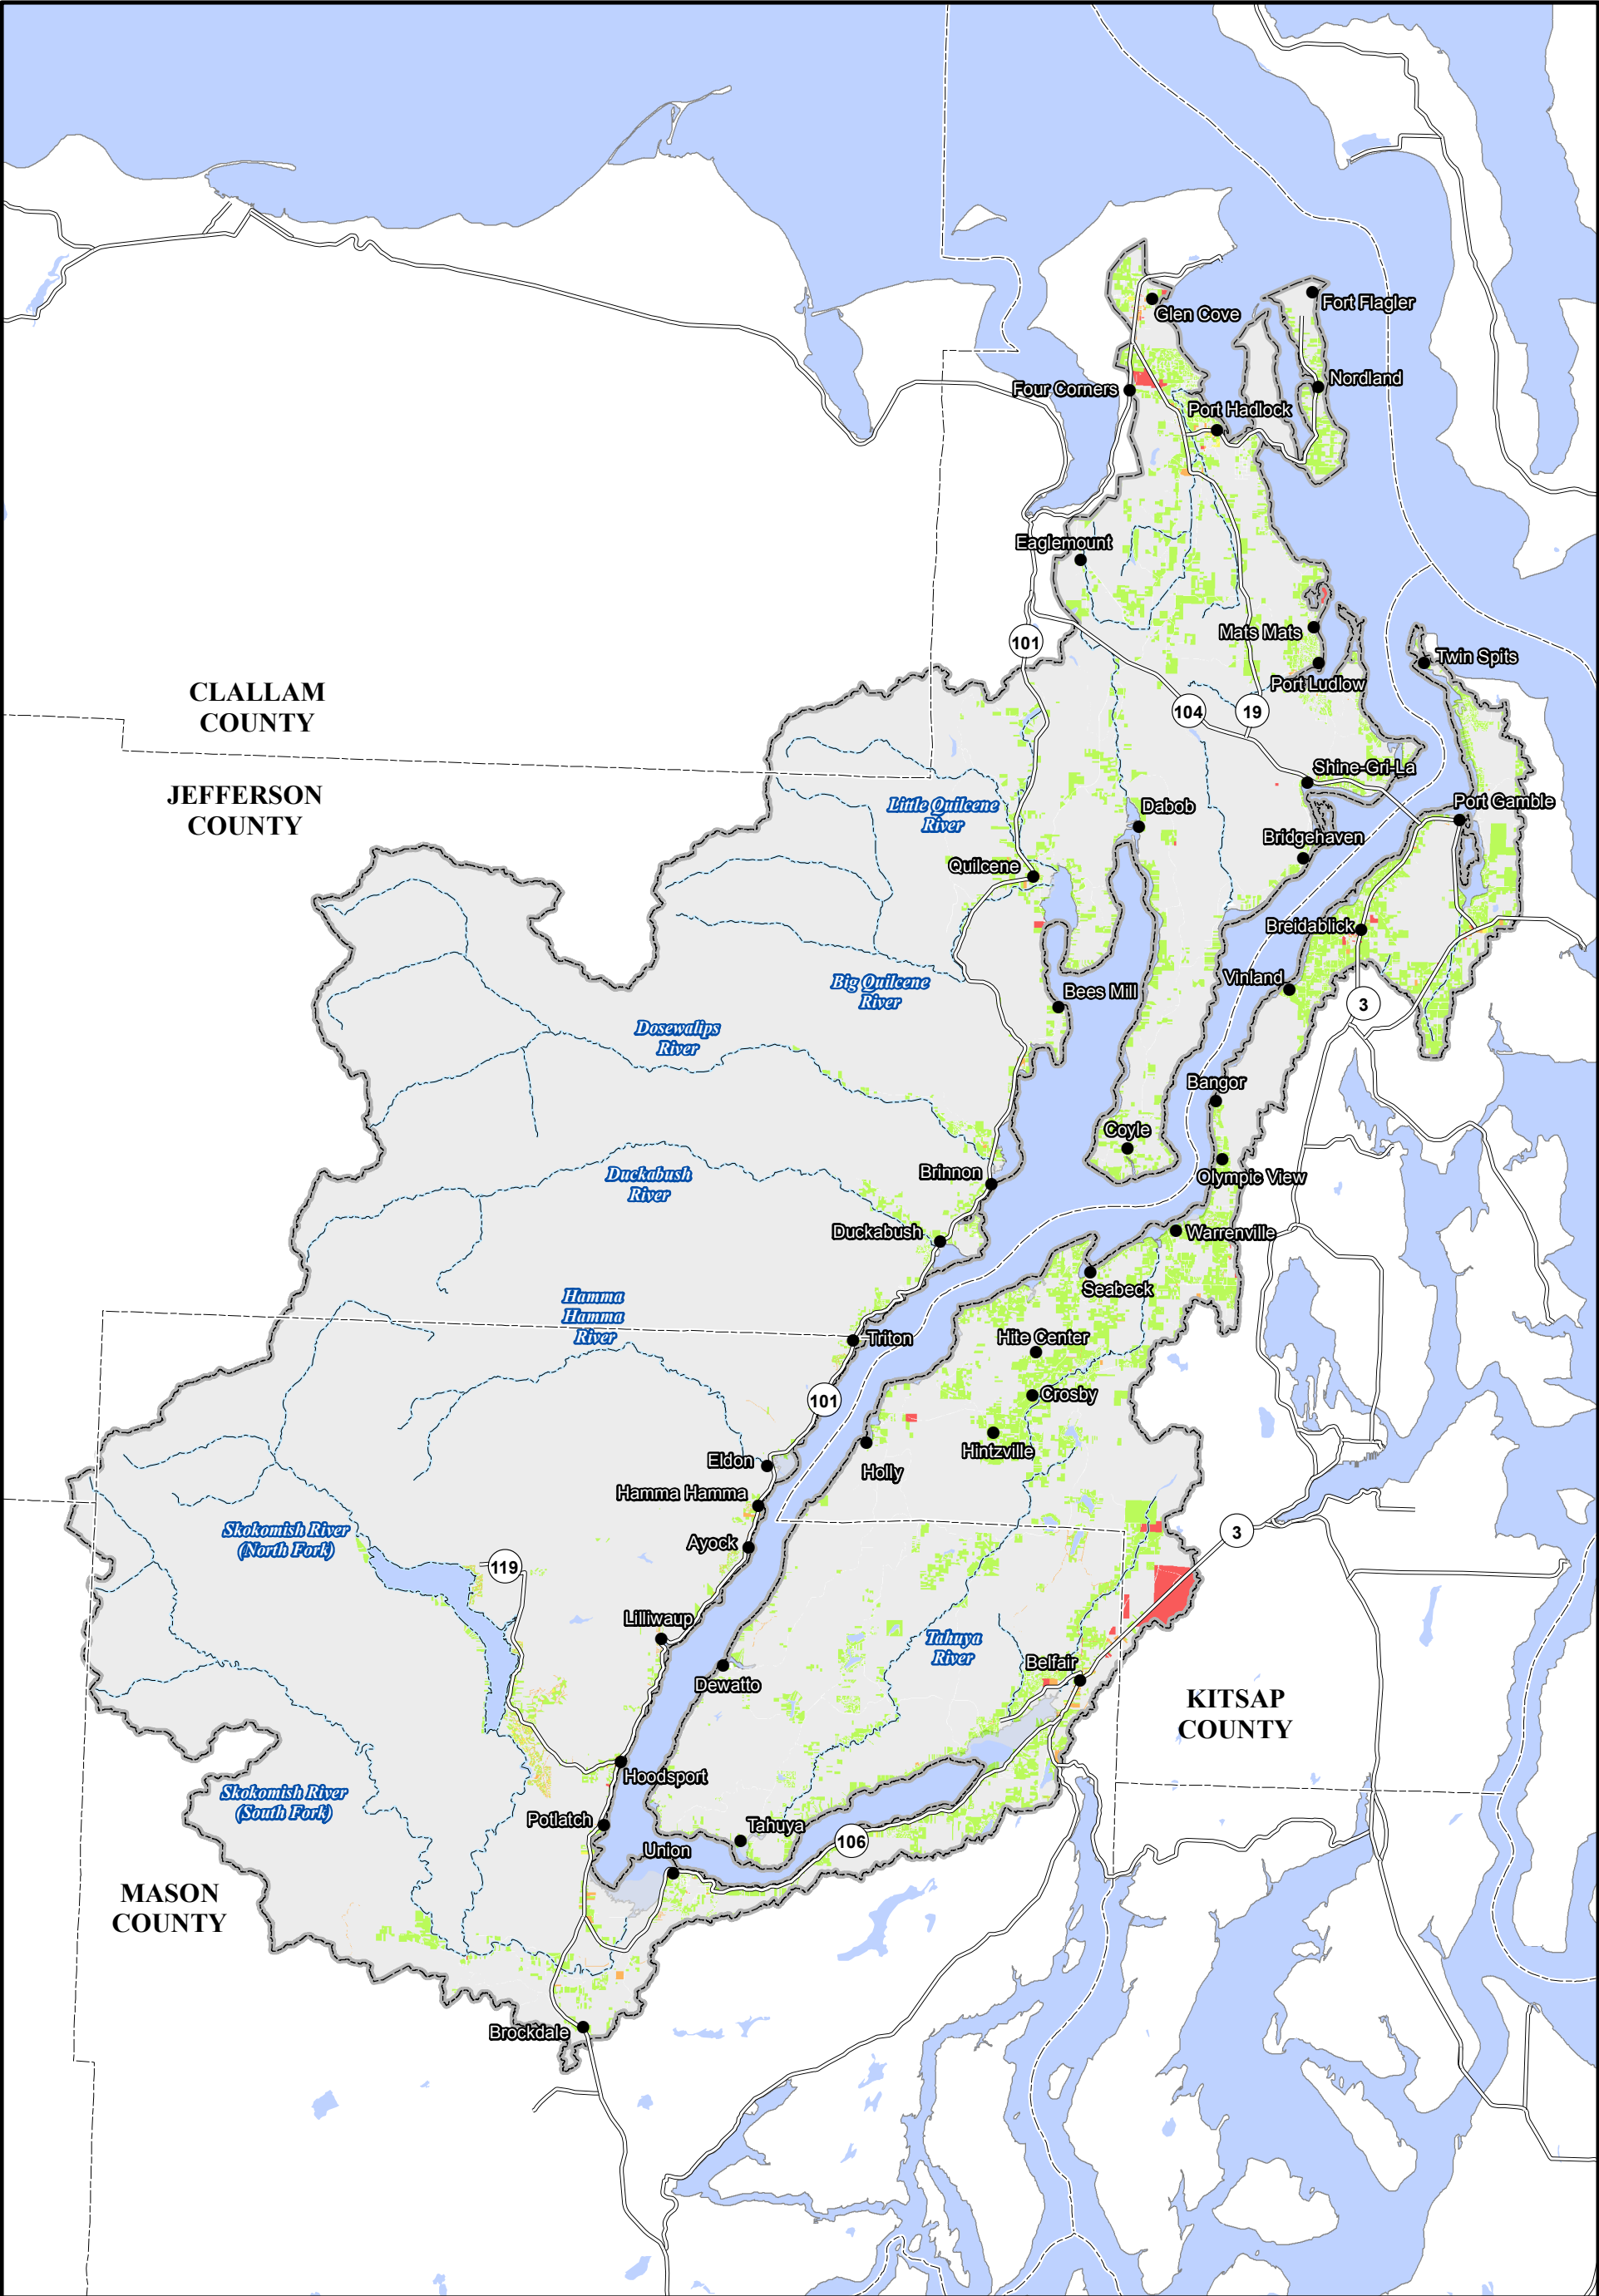 Glen Cove
Fort Flagler
Four Corners
Nordland
Port Hadlock
Eaglemount
Mats Mats
101
Twin Spits
Port Ludlow
CLALLAM
COUNTY
104
19
Shine-Gri-La
JEFFERSON
COUNTY
Little Quilcene
River
Dabob
Port Gamble
Bridgehaven
Quilcene
Breidablick
Big Quilcene
River
Vinland
Bees Mill
3
Dosewalips
River
Bangor
Coyle
Brinnon
Duckabush
River
Olympic View
Duckabush
Warrenville
Seabeck
Hamma
Hamma
River
Triton
Hite Center
101
Crosby
Hintzville
Eldon
Holly
Hamma Hamma
Skokomish River
(North Fork)
Ayock
3
119
Lilliwaup
Tahuya
River
Belfair
Dewatto
KITSAP
COUNTY
Hoodsport
Skokomish River
(South Fork)
Potlatch
Tahuya
106
Union
MASON
COUNTY
Brockdale